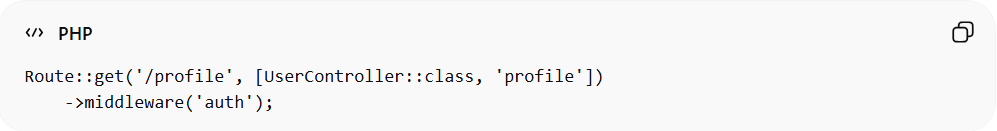 PHP
Route::get('/profile', [UserController::class, 'profile'])
    ->middleware('auth');